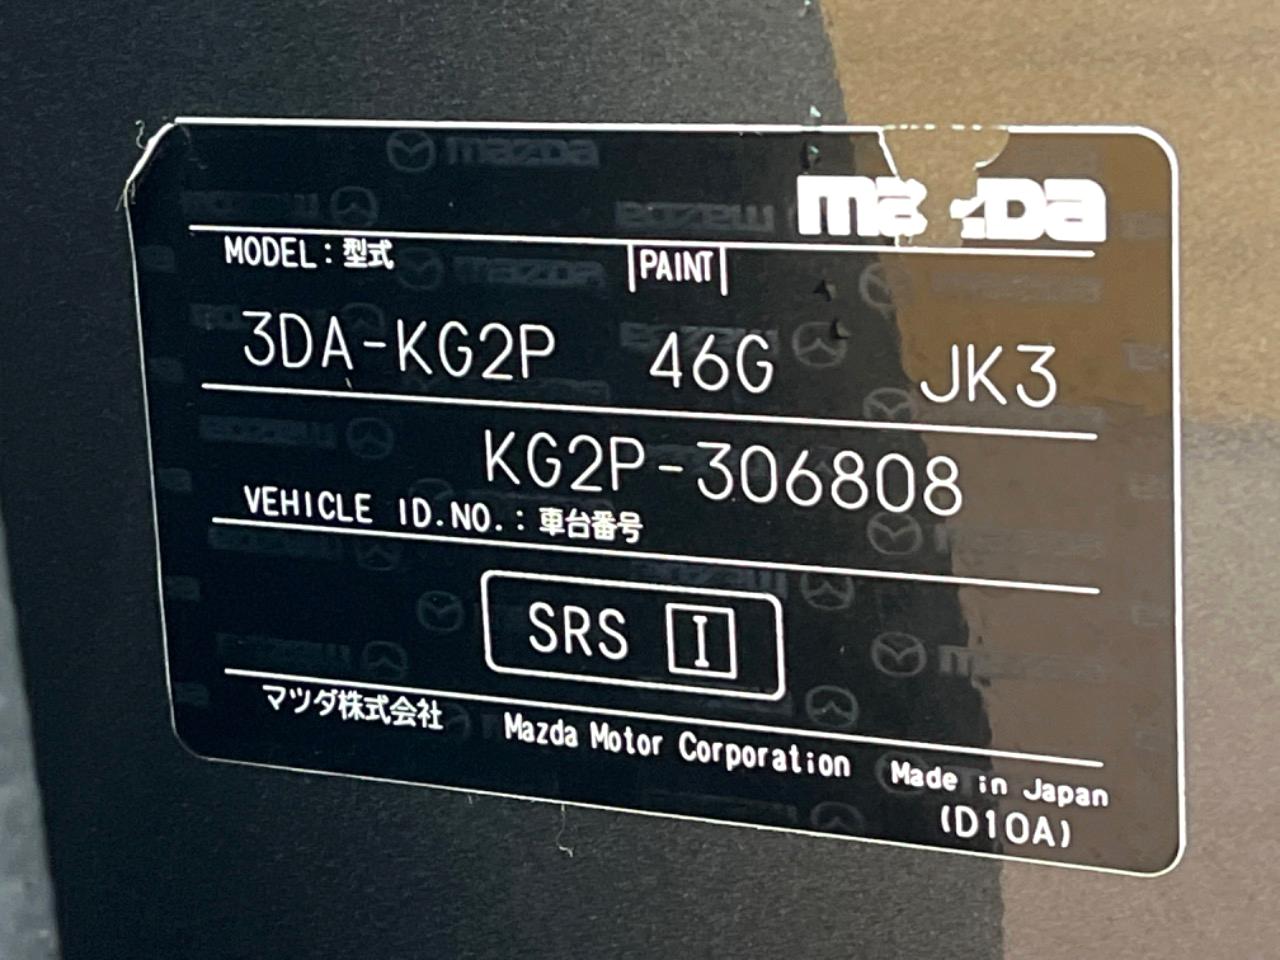 mazda
MODEL:型式 PAINT
3DA-KG2P 46G JK3
KG2P-306808
VEHICLE ID.NO.:車台番号
SRS I
マツダ株式会社 Mazda Motor Corporation Made in Japan
(D10A)